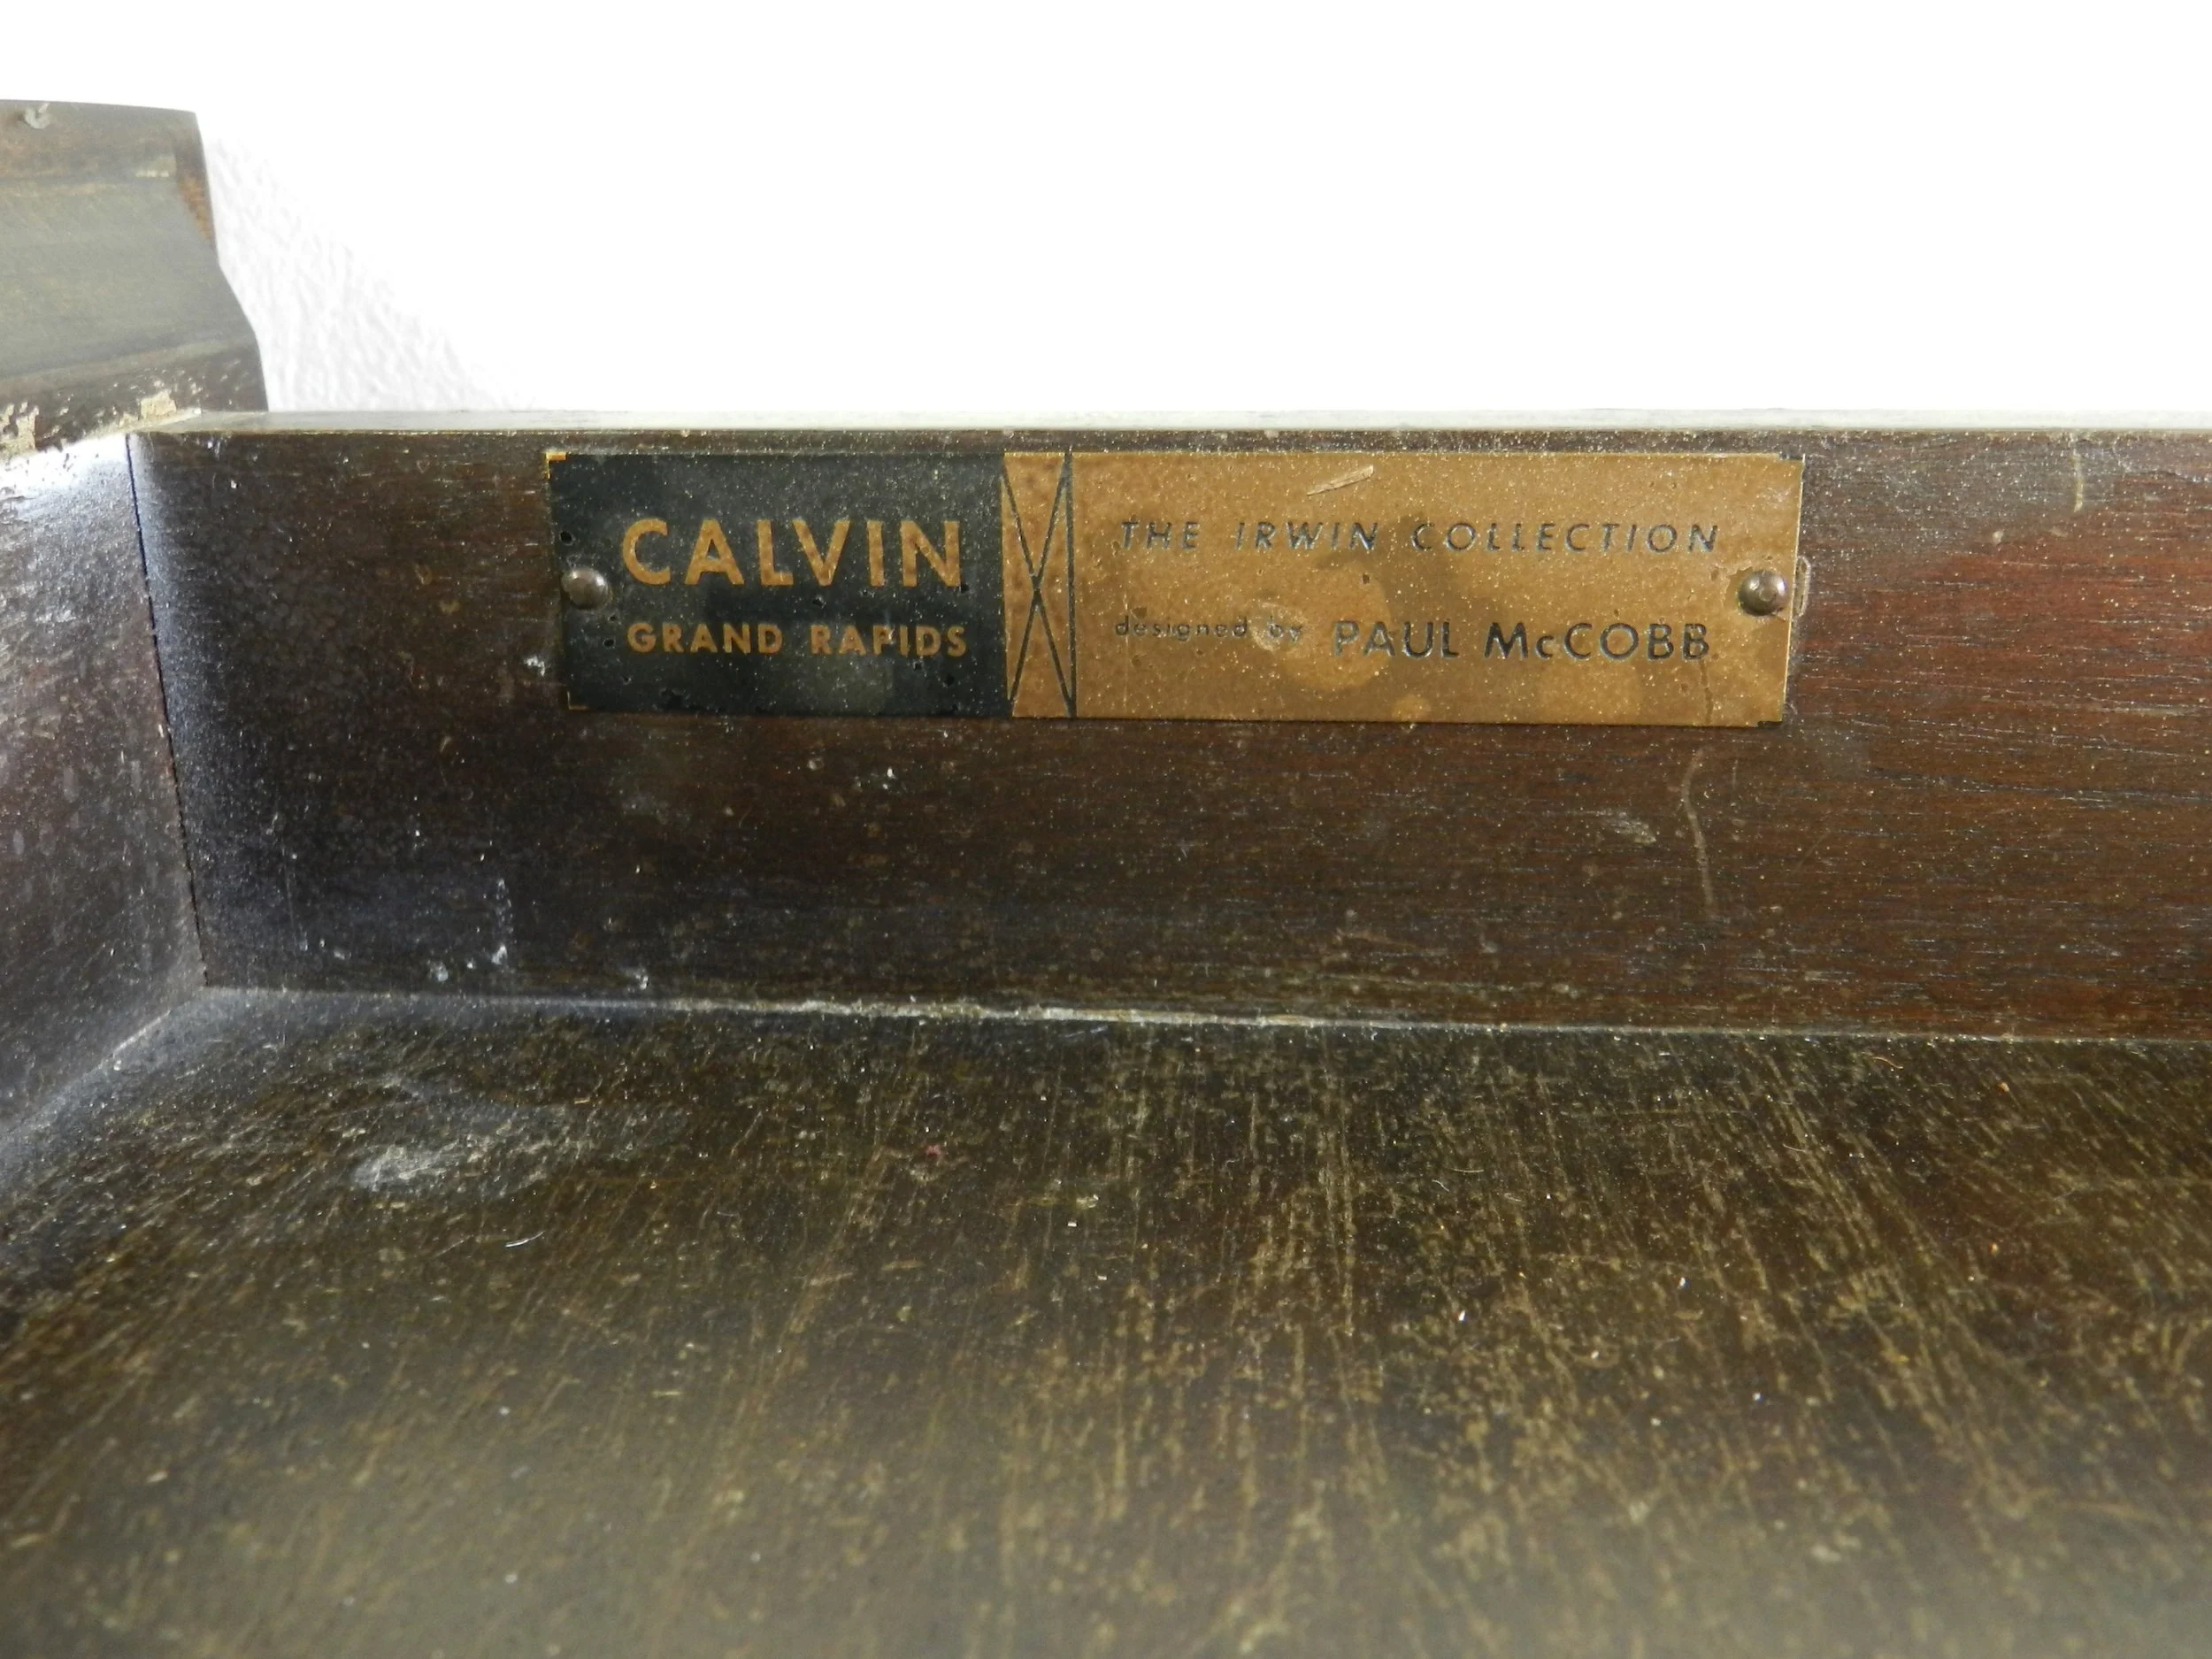 CALVIN
GRAND RAPIDS
THE IRWIN COLLECTION
designed by PAUL McCOBB